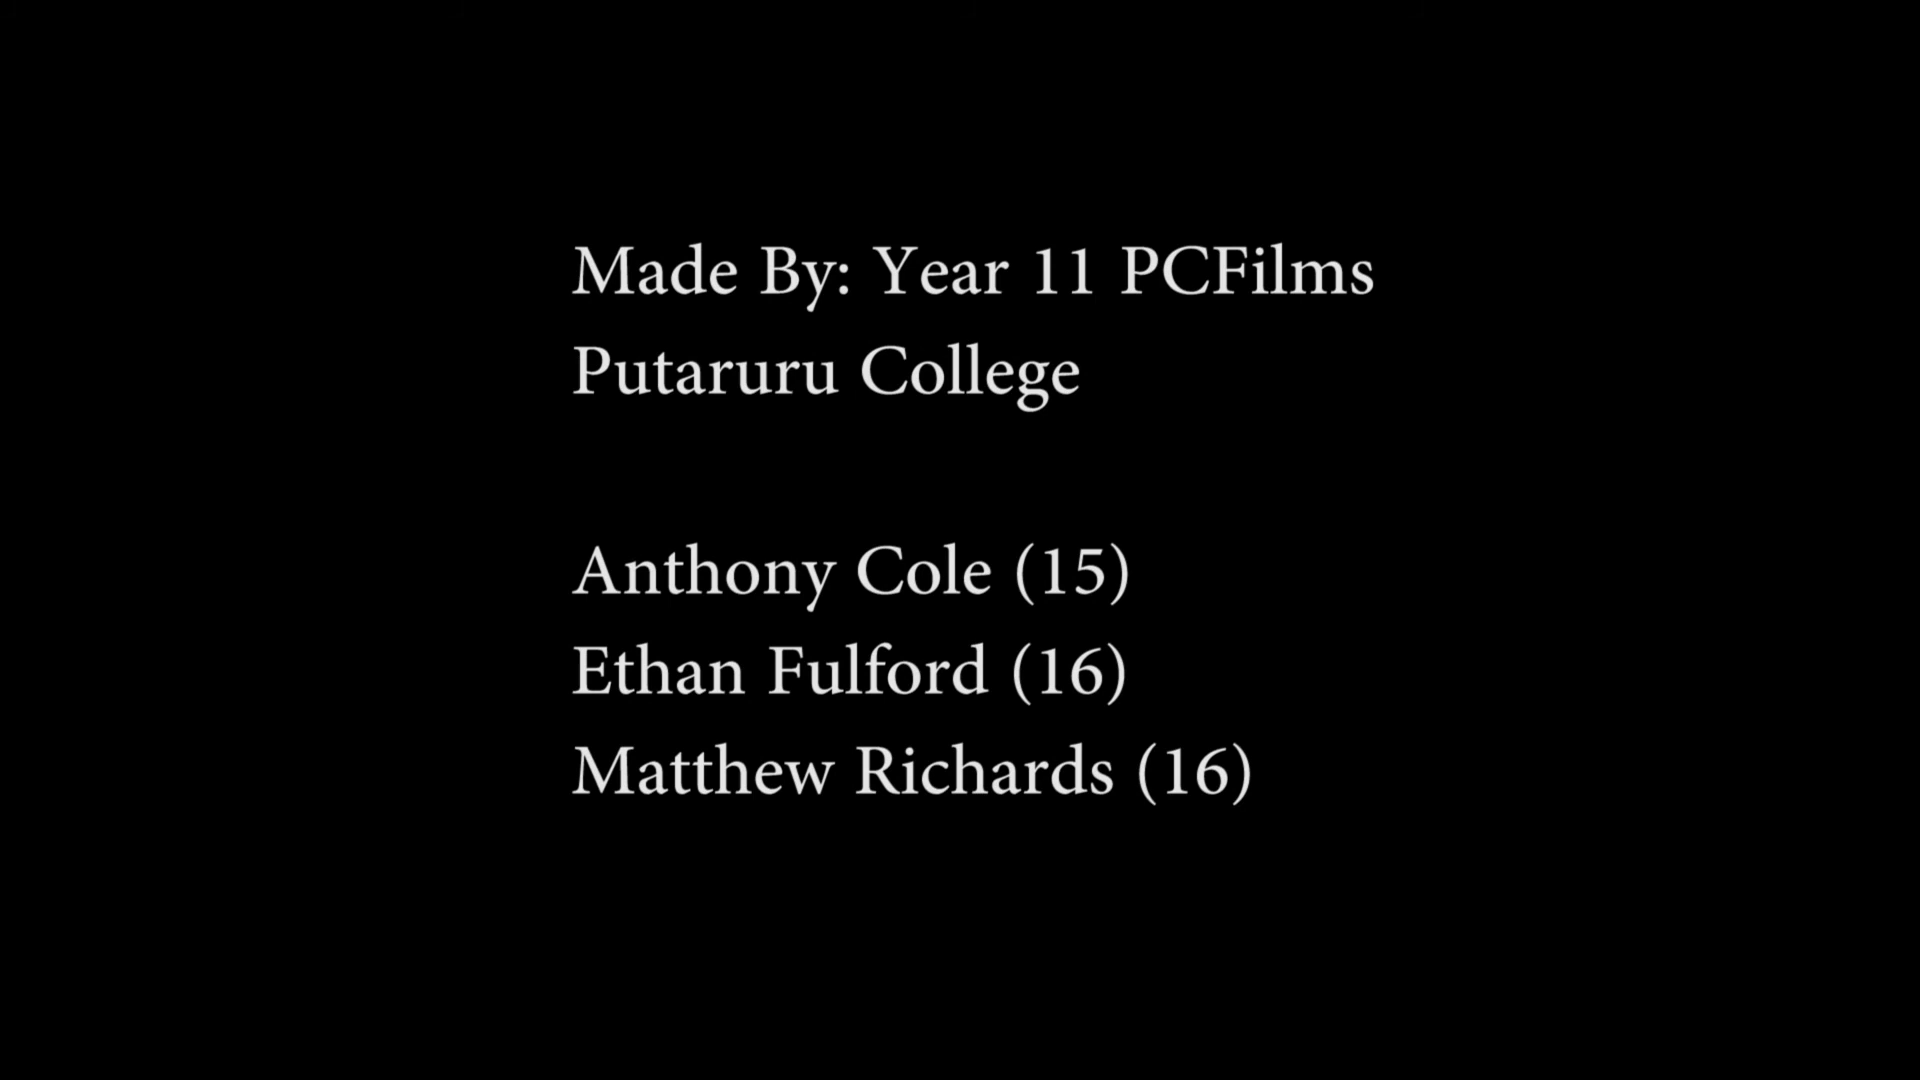 Made By: Year 11 PCFilms
Putaruru College
Anthony Cole (15)
Ethan Fulford (16)
Matthew Richards (16)